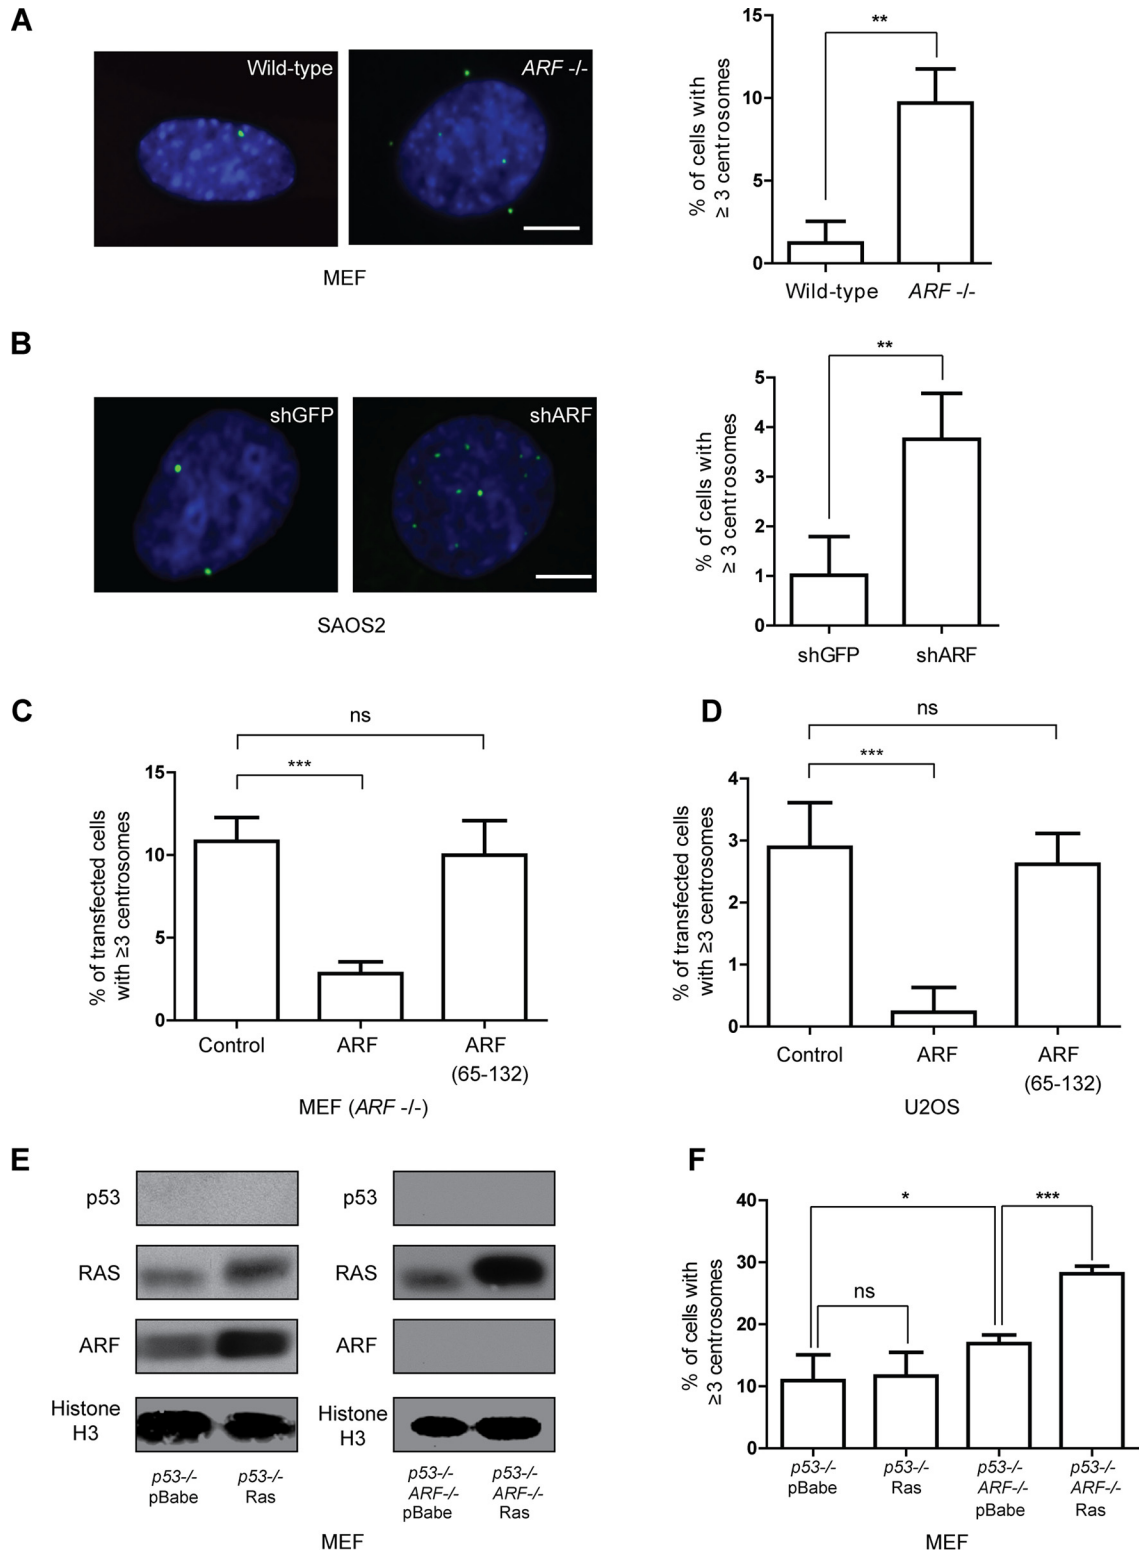 A
Wild-type
ARF -/-
MEF
% of cells with
≥ 3 centrosomes
15
10
5
0
**
Wild-type
ARF -/-
B
shGFP
shARF
SAOS2
% of cells with
≥ 3 centrosomes
5
4
3
2
1
0
**
shGFP
shARF
C
ns
***
% of transfected cells
with ≥3 centrosomes
15
10
5
0
Control
ARF
ARF
(65-132)
MEF (ARF -/-)
D
ns
***
% of transfected cells
with ≥3 centrosomes
4
3
2
1
0
Control
ARF
ARF
(65-132)
U2OS
E
p53
RAS
ARF
Histone
H3
p53-/-
pBabe
p53-/-
Ras
p53
RAS
ARF
Histone
H3
p53-/-
ARF-/-
pBabe
p53-/-
ARF-/-
Ras
MEF
F
*
***
ns
% of cells with
≥3 centrosomes
40
30
20
10
0
p53-/-
pBabe
p53-/-
Ras
p53-/-
ARF-/-
pBabe
p53-/-
ARF-/-
Ras
MEF